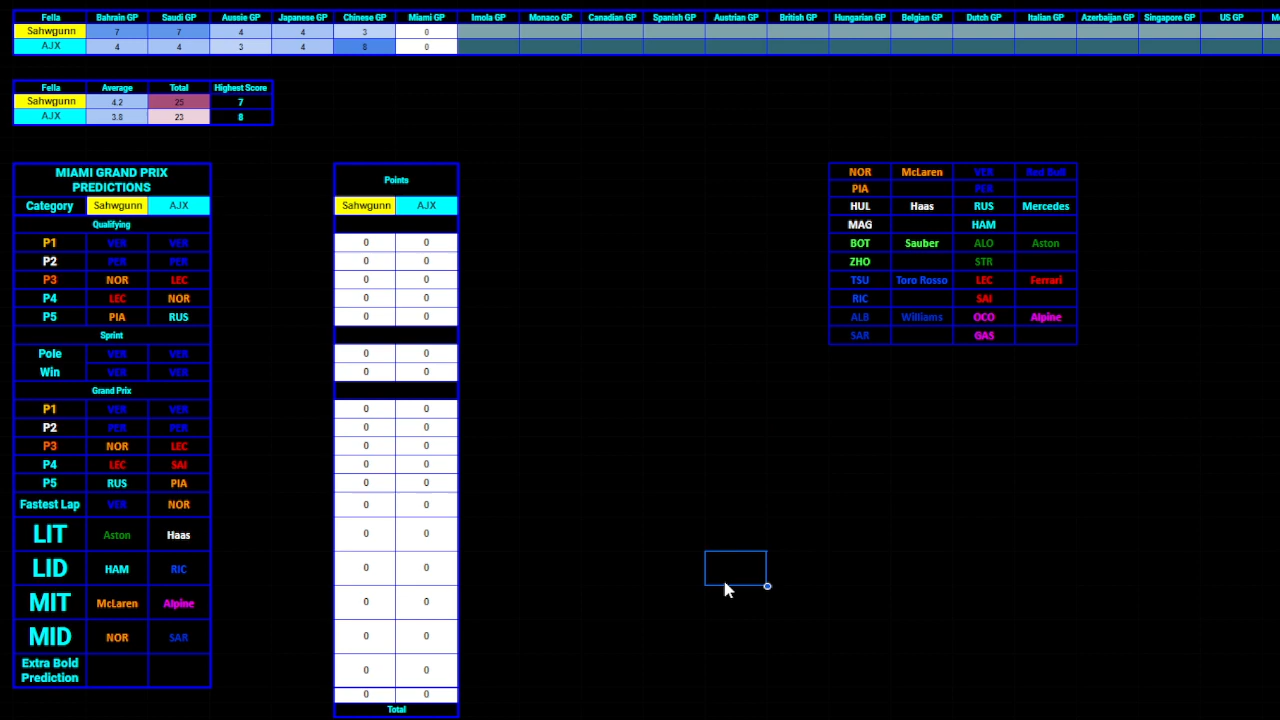 Fella Bahrain GP Saudi GP Aussie GP Japanese GP Chinese GP Miami GP Imola GP Monaco GP Canadian GP Spanish GP Austrian GP British GP Hungarian GP Belgian GP Dutch GP Italian GP Azerbaijan GP Singapore GP US GP
Sahwgunn 7 7 4 4 3 0
AJX 4 4 3 4 8 0
Fella Average Total Highest Score
Sahwgunn 4.2 25 7
AJX 3.8 23 8
MIAMI GRAND PRIX
PREDICTIONS
Points
Category Sahwgunn AJX Sahwgunn AJX
Qualifying
P1 VER VER 0 0
P2 PER PER 0 0
P3 NOR LEC 0 0
P4 LEC NOR 0 0
P5 PIA RUS 0 0
Sprint
Pole VER VER 0 0
Win VER VER 0 0
Grand Prix
P1 VER VER 0 0
P2 PER PER 0 0
P3 NOR LEC 0 0
P4 LEC SAI 0 0
P5 RUS PIA 0 0
Fastest Lap VER NOR 0 0
LIT Aston Haas 0 0
LID HAM RIC 0 0
MIT McLaren Alpine 0 0
MID NOR SAR 0 0
Extra Bold
Prediction
0 0
0 0
Total
NOR McLaren VER Red Bull
PIA PER
HUL Haas RUS Mercedes
MAG HAM
BOT Sauber ALO Aston
ZHO STR
TSU Toro Rosso LEC Ferrari
RIC SAI
ALB Williams OCO Alpine
SAR GAS